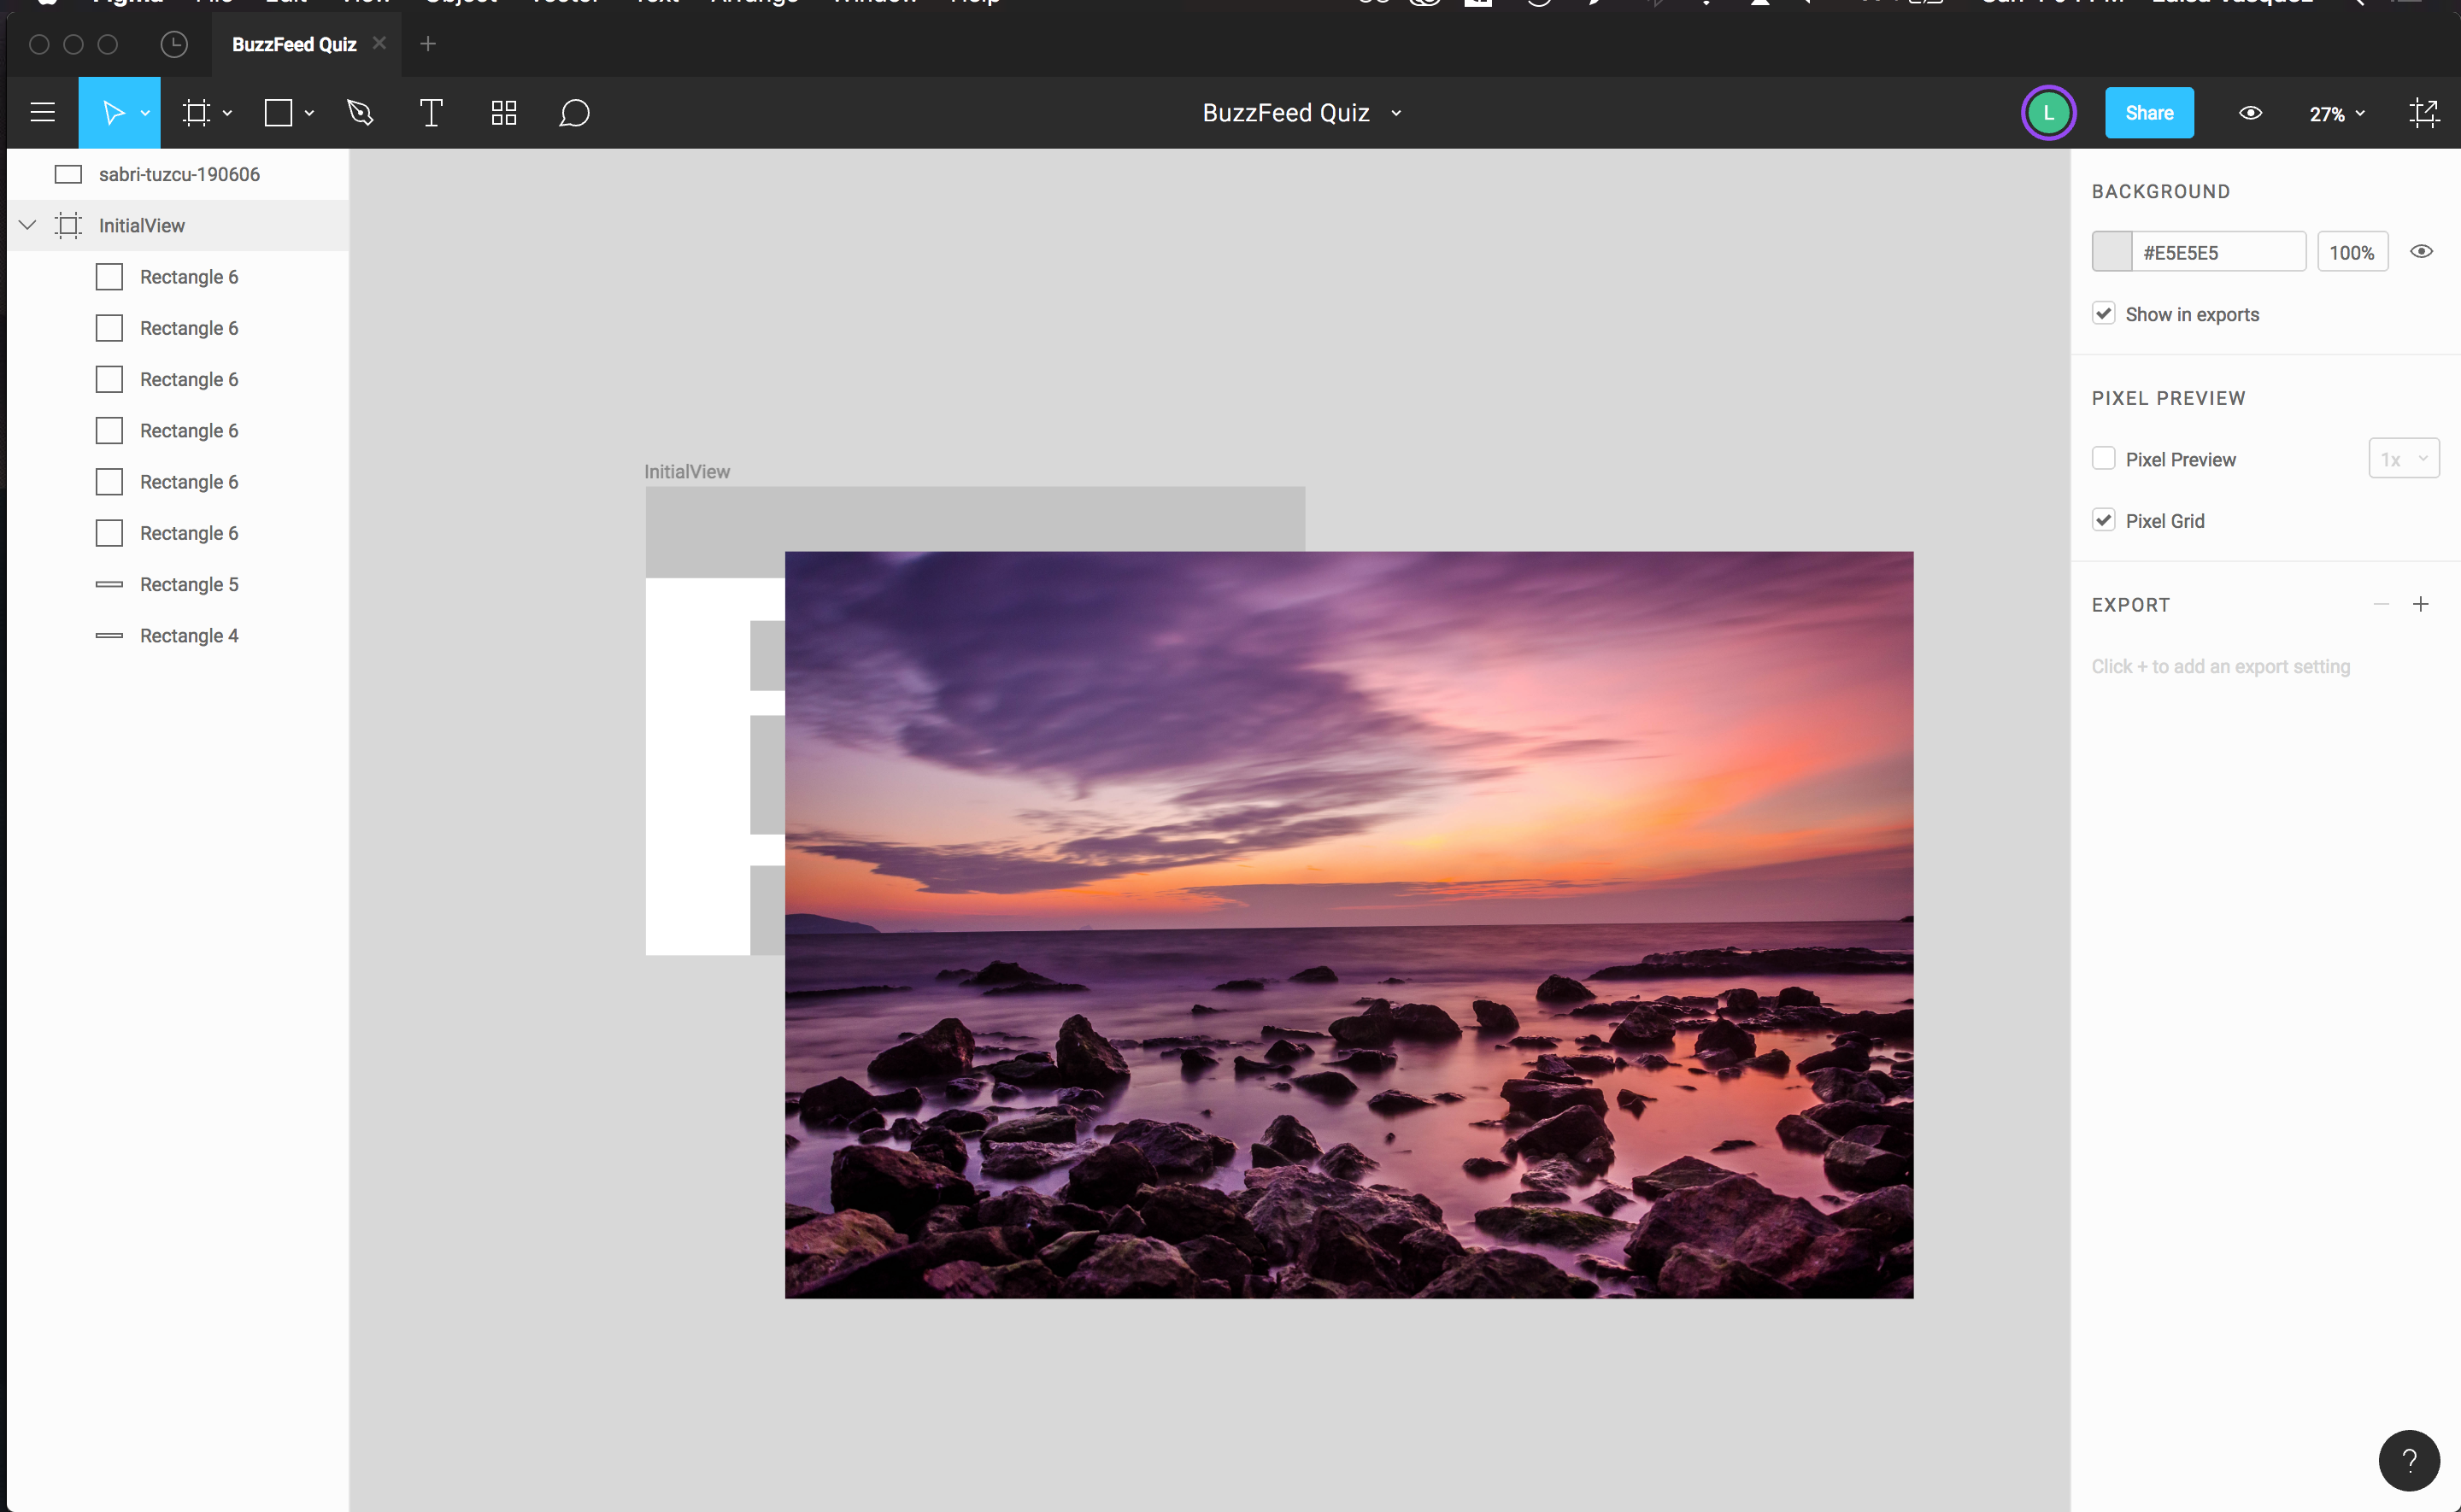 BuzzFeed Quiz
BuzzFeed Quiz
L
Share
27%
sabri-tuzcu-190606
InitialView
Rectangle 6
Rectangle 6
Rectangle 6
Rectangle 6
Rectangle 6
Rectangle 6
Rectangle 5
Rectangle 4
InitialView
BACKGROUND
#E5E5E5
100%
Show in exports
PIXEL PREVIEW
Pixel Preview
1x
Pixel Grid
EXPORT
Click + to add an export setting
?